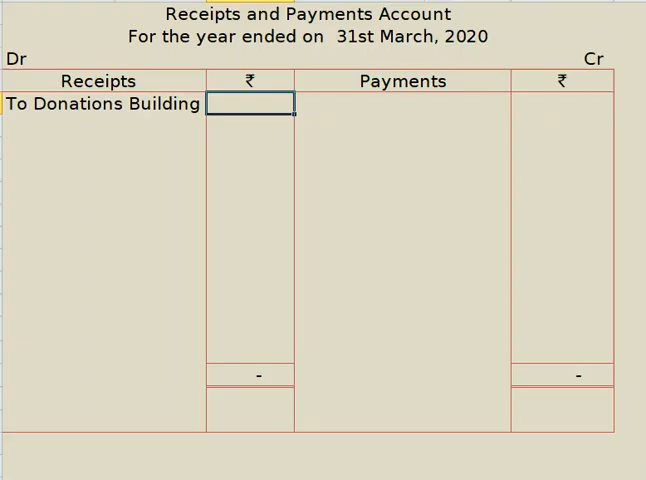 Receipts and Payments Account
For the year ended on  31st March, 2020
Dr Cr
Receipts ₹ Payments ₹
To Donations Building
- -